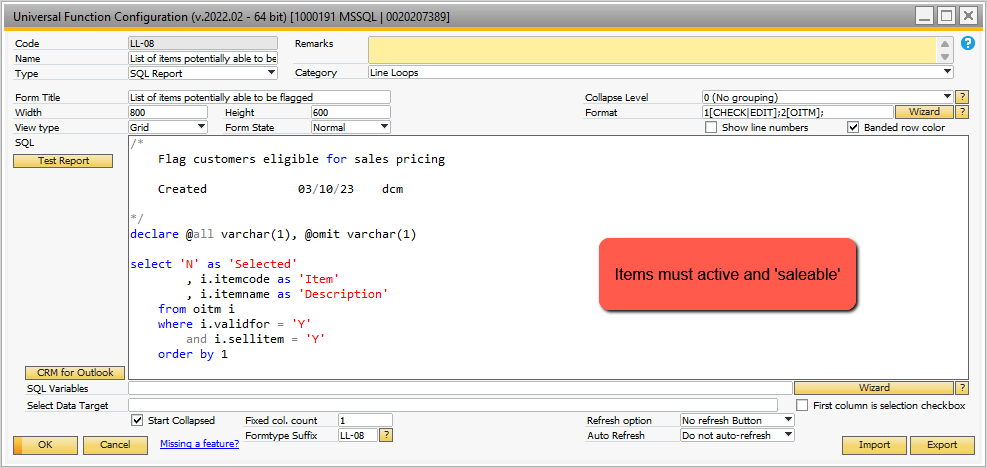 Universal Function Configuration (v.2022.02 - 64 bit) [1000191 MSSQL | 0020207389]
Code LL-08 Remarks ?
Name List of items potentially able to be
Type SQL Report Category Line Loops
Form Title List of items potentially able to be flagged Collapse Level 0 (No grouping) ?
Width 800 Height 600 Format 1[CHECK|EDIT];2[OITM]; Wizard ?
View type Grid Form State Normal Show line numbers Banded row color
SQL
Test Report
/*
Flag customers eligible for sales pricing
Created 03/10/23 dcm
*/
declare @all varchar(1), @omit varchar(1)
select 'N' as 'Selected'
, i.itemcode as 'Item'
, i.itemname as 'Description'
from oitm i
where i.validfor = 'Y'
and i.sellitem = 'Y'
order by 1
Items must active and 'saleable'
CRM for Outlook
SQL Variables Wizard ?
Select Data Target First column is selection checkbox
Start Collapsed Fixed col. count 1 Refresh option No refresh Button
Formtype Suffix LL-08 ? Auto Refresh Do not auto-refresh
OK Cancel Missing a feature? Import Export